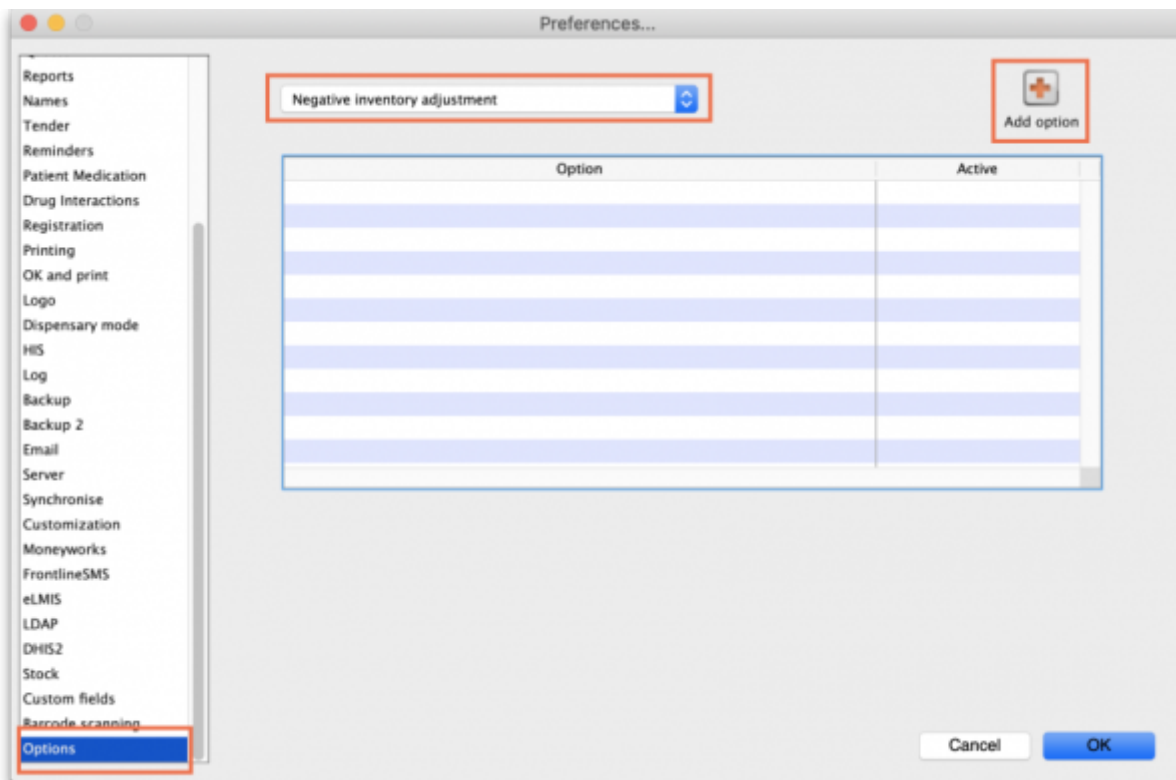 Preferences...
Reports
Names
Tender
Reminders
Patient Medication
Drug Interactions
Registration
Printing
OK and print
Logo
Dispensary mode
HIS
Log
Backup
Backup 2
Email
Server
Synchronise
Customization
Moneyworks
FrontlineSMS
eLMIS
LDAP
DHIS2
Stock
Custom fields
Barcode scanning
Options
Negative inventory adjustment
Add option
Option Active
Cancel OK